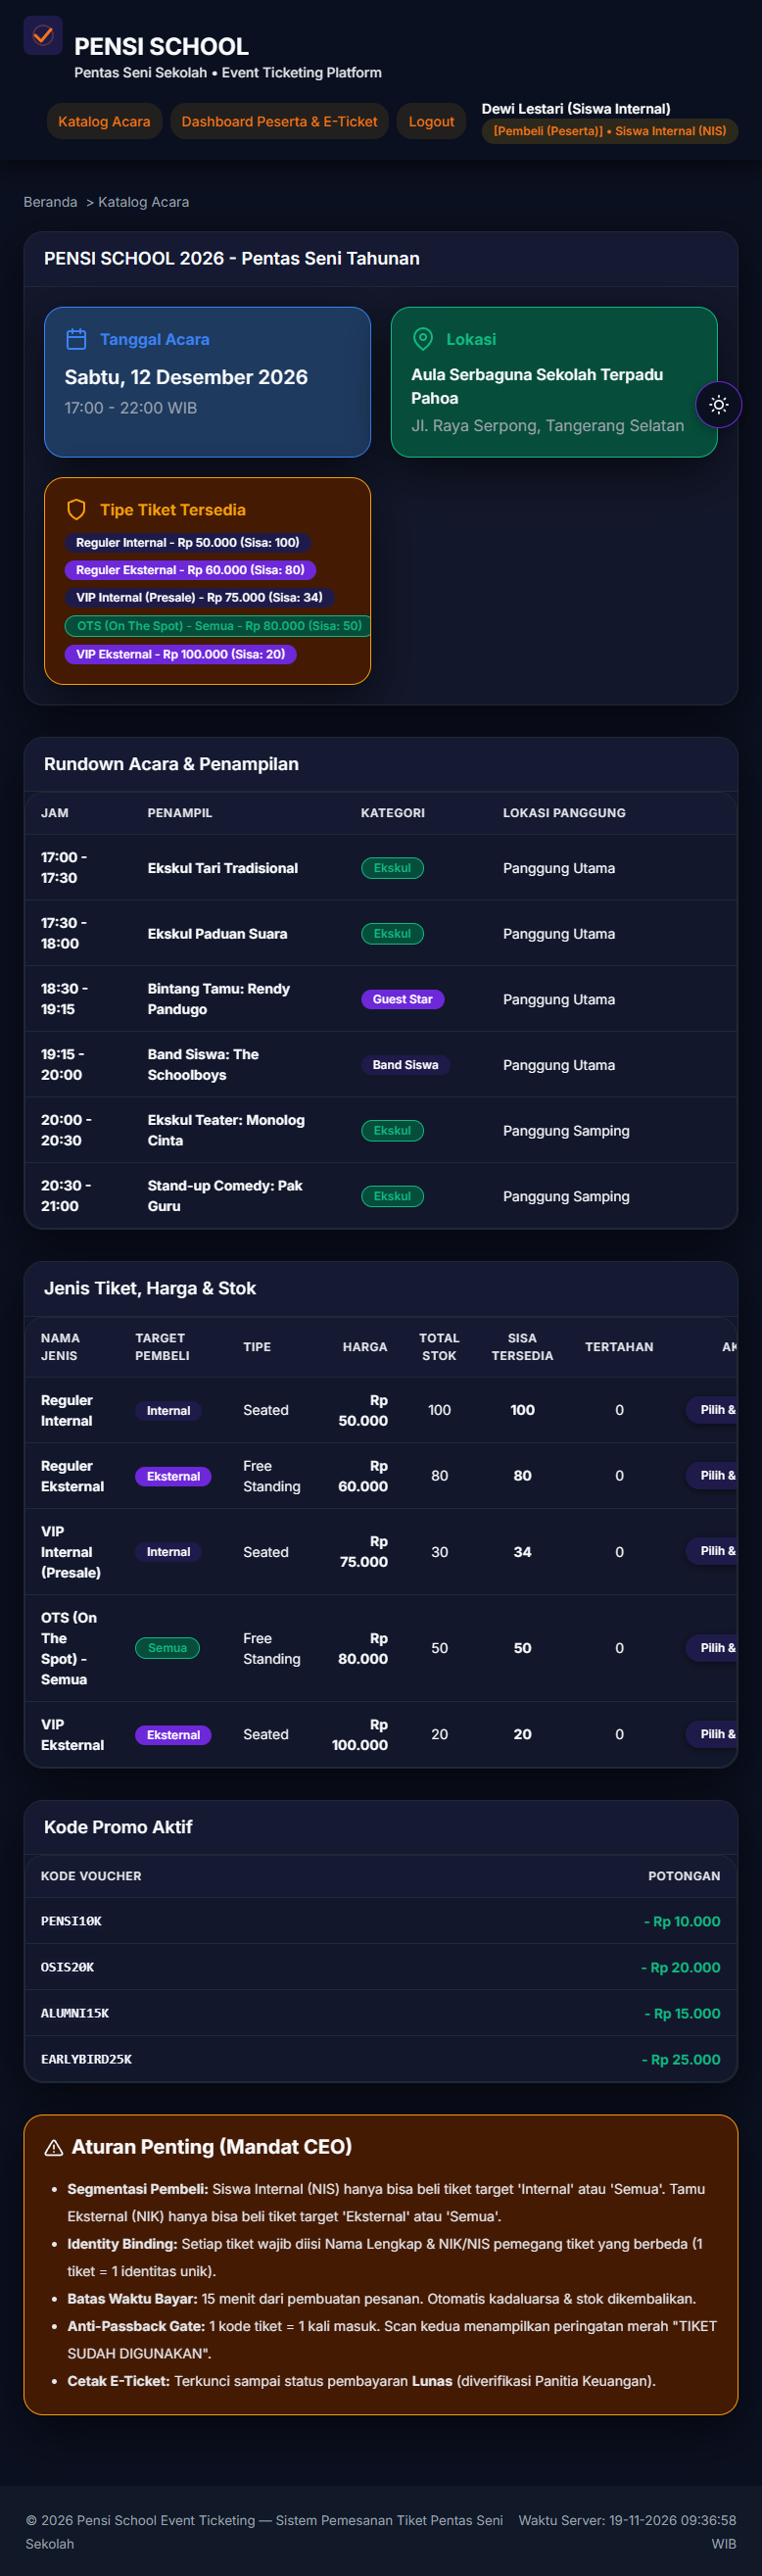 PENSI SCHOOL
Pentas Seni Sekolah • Event Ticketing Platform
Katalog Acara
Dashboard Peserta & E-Ticket
Logout
Dewi Lestari (Siswa Internal)
[Pembeli (Peserta)] • Siswa Internal (NIS)
Beranda > Katalog Acara
PENSI SCHOOL 2026 - Pentas Seni Tahunan
Tanggal Acara
Sabtu, 12 Desember 2026
17:00 - 22:00 WIB
Lokasi
Aula Serbaguna Sekolah Terpadu
Pahoa
Jl. Raya Serpong, Tangerang Selatan
Tipe Tiket Tersedia
Reguler Internal - Rp 50.000 (Sisa: 100)
Reguler Eksternal - Rp 60.000 (Sisa: 80)
VIP Internal (Presale) - Rp 75.000 (Sisa: 34)
OTS (On The Spot) - Semua - Rp 80.000 (Sisa: 50)
VIP Eksternal - Rp 100.000 (Sisa: 20)
Rundown Acara & Penampilan
JAM PENAMPIL KATEGORI LOKASI PANGGUNG
17:00 -
17:30
Ekskul Tari Tradisional
Ekskul
Panggung Utama
17:30 -
18:00
Ekskul Paduan Suara
Ekskul
Panggung Utama
18:30 -
19:15
Bintang Tamu: Rendy
Pandugo
Guest Star
Panggung Utama
19:15 -
20:00
Band Siswa: The
Schoolboys
Band Siswa
Panggung Utama
20:00 -
20:30
Ekskul Teater: Monolog
Cinta
Ekskul
Panggung Samping
20:30 -
21:00
Stand-up Comedy: Pak
Guru
Ekskul
Panggung Samping
Jenis Tiket, Harga & Stok
NAMA
JENIS
TARGET
PEMBELI
TIPE
HARGA
TOTAL
STOK
SISA
TERSEDIA
TERTAHAN
AK
Reguler
Internal
Internal
Seated
Rp
50.000
100
100
0
Pilih &
Reguler
Eksternal
Eksternal
Free
Standing
Rp
60.000
80
80
0
Pilih &
VIP
Internal
(Presale)
Internal
Seated
Rp
75.000
30
34
0
Pilih &
OTS (On
The
Spot) -
Semua
Semua
Free
Standing
Rp
80.000
50
50
0
Pilih &
VIP
Eksternal
Eksternal
Seated
Rp
100.000
20
20
0
Pilih &
Kode Promo Aktif
KODE VOUCHER POTONGAN
PENSI10K - Rp 10.000
OSIS20K - Rp 20.000
ALUMNI15K - Rp 15.000
EARLYBIRD25K - Rp 25.000
Aturan Penting (Mandat CEO)
• Segmentasi Pembeli: Siswa Internal (NIS) hanya bisa beli tiket target 'Internal' atau 'Semua'. Tamu
Eksternal (NIK) hanya bisa beli tiket target 'Eksternal' atau 'Semua'.
• Identity Binding: Setiap tiket wajib diisi Nama Lengkap & NIK/NIS pemegang tiket yang berbeda (1
tiket = 1 identitas unik).
• Batas Waktu Bayar: 15 menit dari pembuatan pesanan. Otomatis kadaluarsa & stok dikembalikan.
• Anti-Passback Gate: 1 kode tiket = 1 kali masuk. Scan kedua menampilkan peringatan merah "TIKET
SUDAH DIGUNAKAN".
• Cetak E-Ticket: Terkunci sampai status pembayaran Lunas (diverifikasi Panitia Keuangan).
© 2026 Pensi School Event Ticketing — Sistem Pemesanan Tiket Pentas Seni
Sekolah
Waktu Server: 19-11-2026 09:36:58
WIB